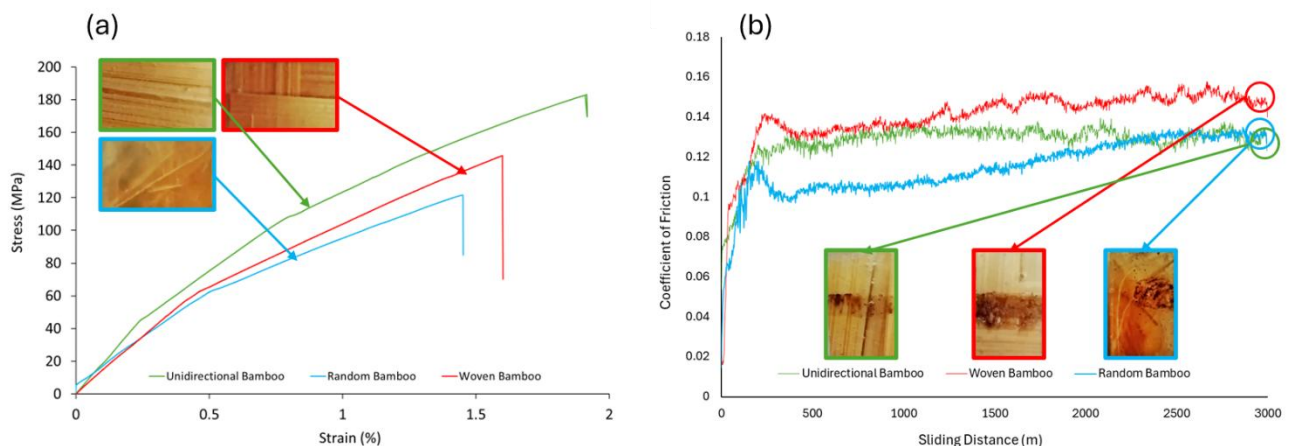 (a)
200
180
160
140
120
100
80
60
40
20
0
Stress (MPa)
0 0.5 1 1.5 2
Strain (%)
Unidirectional Bamboo Random Bamboo Woven Bamboo
(b)
0.18
0.16
0.14
0.12
0.1
0.08
0.06
0.04
0.02
0
Coefficient of Friction
0 500 1000 1500 2000 2500 3000
Sliding Distance (m)
Unidirectional Bamboo Woven Bamboo Random Bamboo